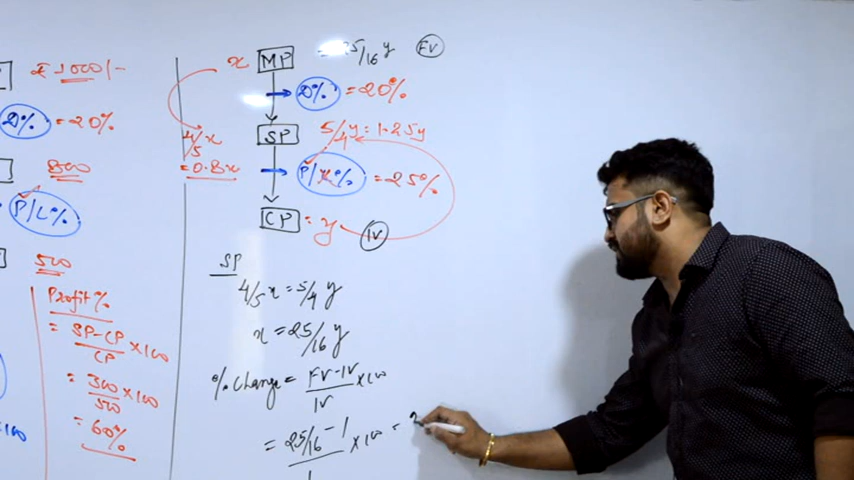 ₹ 1000/-
D% = 20%
800
P/L%
500
Profit%
= SP-CP/CP × 100
= 300/500 × 100
= 60%
x MP 25/16 y FV
D% = 20%
4/5 x SP 5/4 y = 1.25y
= 0.8x P/L% = 25%
CP = y IV
SP
4/5 x = 5/4 y
x = 25/16 y
% Change = FV-IV/IV × 100
= 25/16 - 1/1 × 100 =